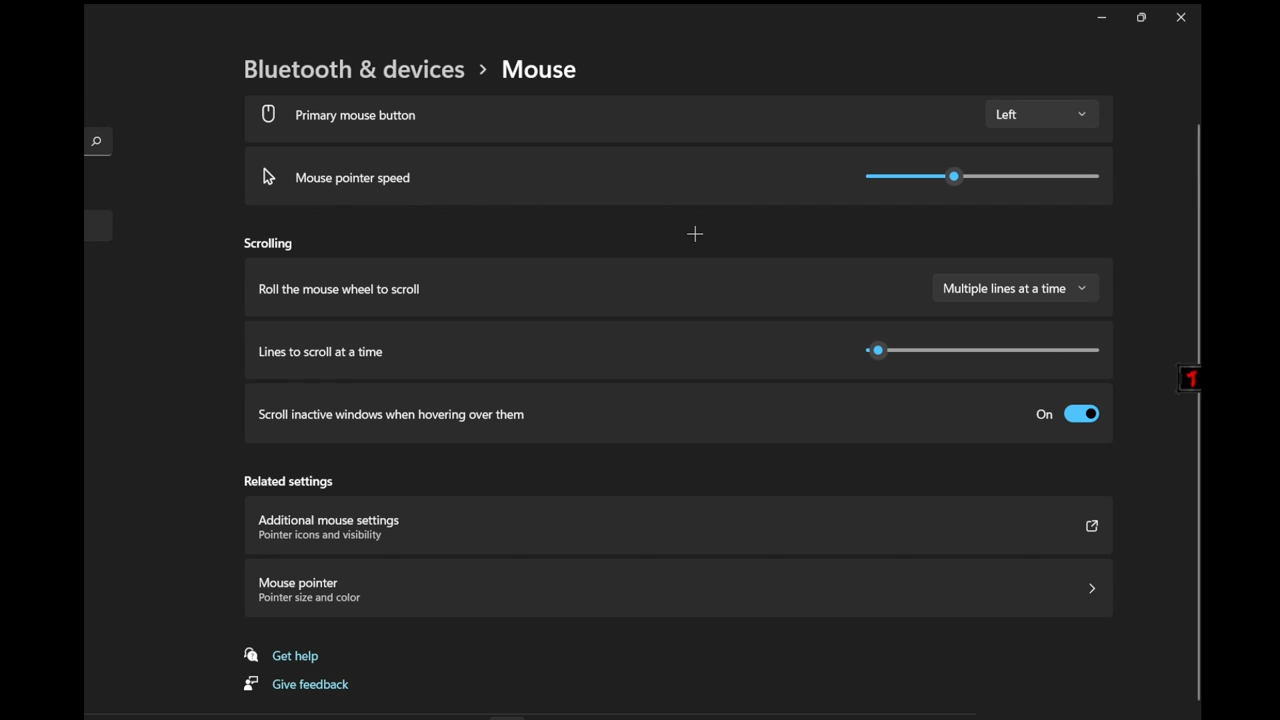 Bluetooth & devices › Mouse
Primary mouse button
Left
Mouse pointer speed
Scrolling
Roll the mouse wheel to scroll
Multiple lines at a time
Lines to scroll at a time
Scroll inactive windows when hovering over them
On
Related settings
Additional mouse settings
Pointer icons and visibility
Mouse pointer
Pointer size and color
Get help
Give feedback
1